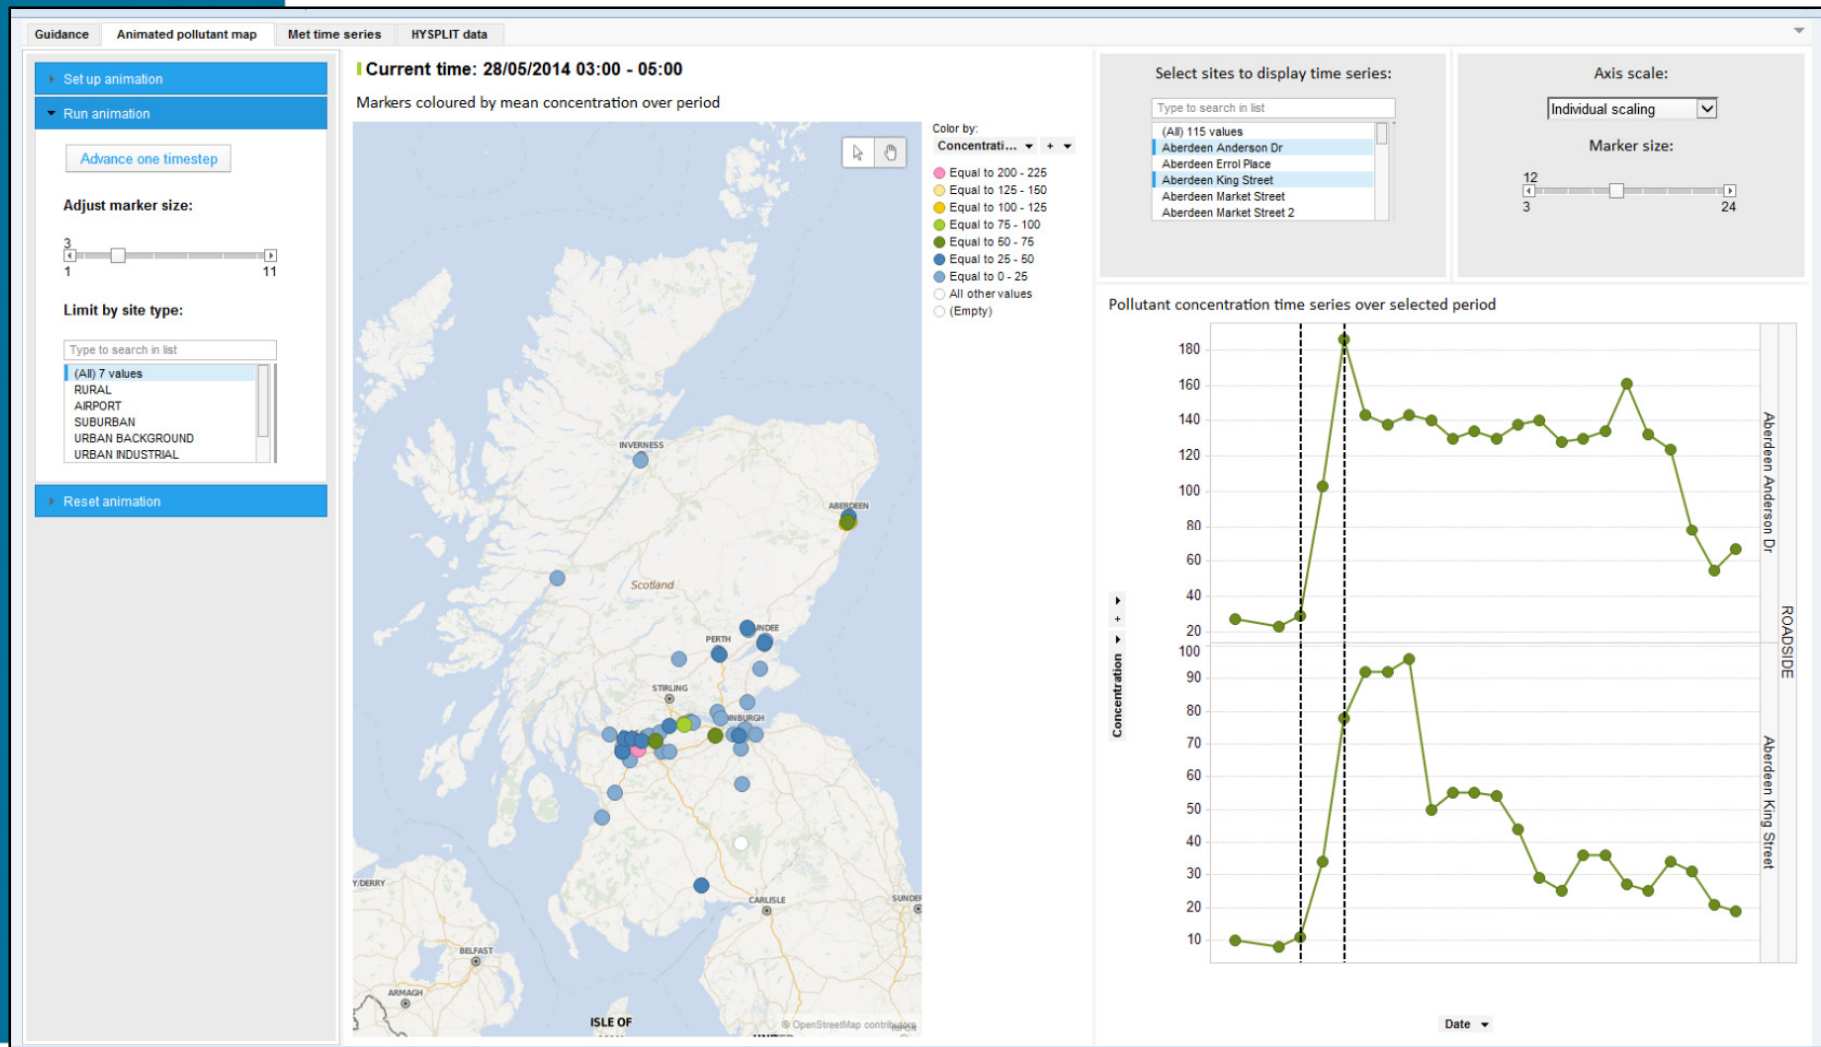 Guidance
Animated pollutant map
Met time series
HYSPLIT data
Set up animation
Run animation
Advance one timestep
Adjust marker size:
3
1
11
Limit by site type:
Type to search in list
(All) 7 values
RURAL
AIRPORT
SUBURBAN
URBAN BACKGROUND
URBAN INDUSTRIAL
Reset animation
Current time: 28/05/2014 03:00 - 05:00
Markers coloured by mean concentration over period
INVERNESS
ABERDEEN
Scotland
UNDEE
PERTH
STIRLING
INBURGH
Y/DERRY
CARLISLE
SUNDER
BELFAST
ARMAGH
ISLE OF
© OpenStreetMap contributors
Color by:
Concentrati...
+
Equal to 200 - 225
Equal to 125 - 150
Equal to 100 - 125
Equal to 75 - 100
Equal to 50 - 75
Equal to 25 - 50
Equal to 0 - 25
All other values
(Empty)
Select sites to display time series:
Type to search in list
(All) 115 values
Aberdeen Anderson Dr
Aberdeen Errol Place
Aberdeen King Street
Aberdeen Market Street
Aberdeen Market Street 2
Axis scale:
Individual scaling
Marker size:
12
3
24
Pollutant concentration time series over selected period
180
160
140
120
100
80
60
40
20
100
90
80
70
60
50
40
30
20
10
Concentration
+
Aberdeen Anderson Dr
Aberdeen King Street
ROADSIDE
Date